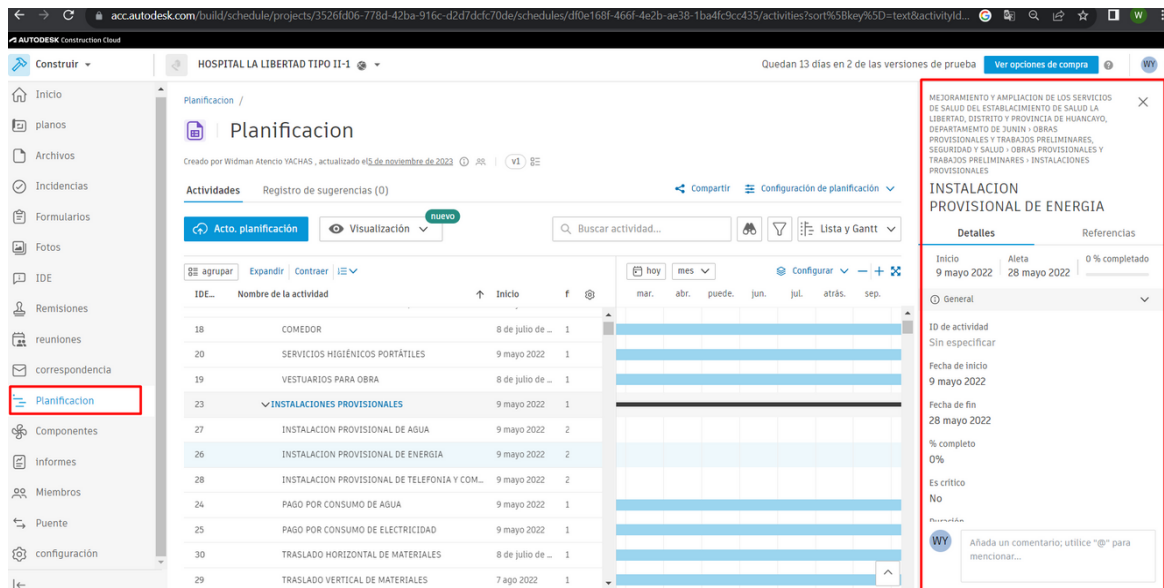 acc.autodesk.com/build/schedule/projects/3526fd06-778d-42ba-916c-d2d7dcfc70de/schedules/df0e168f-466f-4e2b-ae38-1ba4fc9cc435/activities?sort%5Bkey%5D=text&activityId...
AUTODESK Construction Cloud
Construir
HOSPITAL LA LIBERTAD TIPO II-1
Quedan 13 días en 2 de las versiones de prueba
Ver opciones de compra
WY
Inicio
planos
Archivos
Incidencias
Formularios
Fotos
IDE
Remisiones
reuniones
correspondencia
Planificacion
Componentes
informes
Miembros
Puente
configuración
Planificacion /
Planificacion
Creado por Widman Atencio YACHAS , actualizado el5 de noviembre de 2023 v1
Actividades Registro de sugerencias (0)
Compartir Configuración de planificación
Acto. planificación Visualización nuevo
Buscar actividad...
Lista y Gantt
agrupar Expandir Contraer
hoy mes Configurar
IDE... Nombre de la actividad Inicio f
mar. abr. puede. jun. jul. atrás. sep.
18 COMEDOR 8 de julio de ... 1
20 SERVICIOS HIGIÉNICOS PORTÁTILES 9 mayo 2022 1
19 VESTUARIOS PARA OBRA 8 de julio de ... 1
23 INSTALACIONES PROVISIONALES 9 mayo 2022 1
27 INSTALACION PROVISIONAL DE AGUA 9 mayo 2022 2
26 INSTALACION PROVISIONAL DE ENERGIA 9 mayo 2022 2
28 INSTALACION PROVISIONAL DE TELEFONIA Y COM... 9 mayo 2022 2
24 PAGO POR CONSUMO DE AGUA 9 mayo 2022 1
25 PAGO POR CONSUMO DE ELECTRICIDAD 9 mayo 2022 1
30 TRASLADO HORIZONTAL DE MATERIALES 8 de julio de ... 1
29 TRASLADO VERTICAL DE MATERIALES 7 ago 2022 1
MEJORAMIENTO Y AMPLIACION DE LOS SERVICIOS
DE SALUD DEL ESTABLACIMIENTO DE SALUD LA
LIBERTAD, DISTRITO Y PROVINCIA DE HUANCAYO,
DEPARTAMEMTO DE JUNIN › OBRAS
PROVISIONALES Y TRABAJOS PRELIMINARES,
SEGURIDAD Y SALUD › OBRAS PROVISIONALES Y
TRABAJOS PRELIMINARES › INSTALACIONES
PROVISIONALES
INSTALACION
PROVISIONAL DE ENERGIA
Detalles Referencias
Inicio Aleta 0 % completado
9 mayo 2022 28 mayo 2022
General
ID de actividad
Sin especificar
Fecha de inicio
9 mayo 2022
Fecha de fin
28 mayo 2022
% completo
0%
Es crítico
No
Duración
WY
Añada un comentario; utilice "@" para
mencionar...